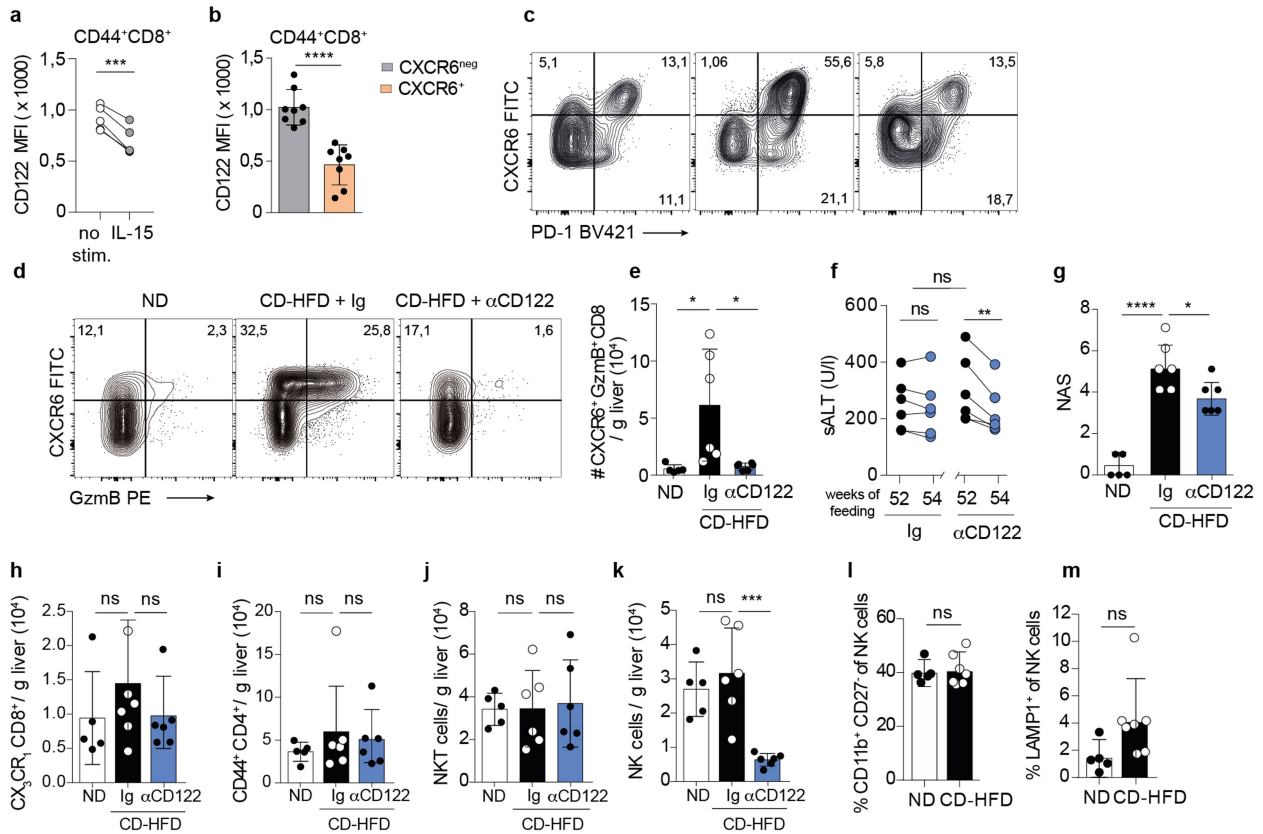 a
CD44⁺CD8⁺
CD122 MFI ( x 1000)
1,5
1,0
0,5
0
***
no stim.
IL-15
b
CD44⁺CD8⁺
CD122 MFI ( x 1000)
1,5
1,0
0,5
0
****
CXCR6ⁿᵉᵍ
CXCR6⁺
c
CXCR6 FITC
5,1 13,1
11,1
1,06 55,6
21,1
5,8 13,5
18,7
PD-1 BV421
d
ND CD-HFD + Ig CD-HFD + αCD122
CXCR6 FITC
12,1 2,3
32,5 25,8
17,1 1,6
GzmB PE
e
# CXCR6⁺ GzmB⁺ CD8
/ g liver (10⁴)
15
10
5
0
* *
ND Ig αCD122
CD-HFD
f
sALT (U/l)
600
400
200
0
ns
ns **
weeks of feeding
52 54 52 54
Ig αCD122
g
NAS
8
6
4
2
0
**** *
ND Ig αCD122
CD-HFD
h
CX₃CR₁ CD8⁺/ g liver (10⁴)
2.5
2.0
1.5
1.0
0.5
0.0
ns ns
ND Ig αCD122
CD-HFD
i
CD44⁺ CD4⁺/ g liver (10⁴)
20
15
10
5
0
ns ns
ND Ig αCD122
CD-HFD
j
NKT cells/ g liver (10⁴)
8
6
4
2
0
ns ns
ND Ig αCD122
CD-HFD
k
NK cells / g liver (10⁴)
5
4
3
2
1
0
ns ***
ND Ig αCD122
CD-HFD
l
% CD11b⁺ CD27⁻ of NK cells
60
40
20
0
ns
ND CD-HFD
m
% LAMP1⁺ of NK cells
12
10
8
6
4
2
0
ns
ND CD-HFD